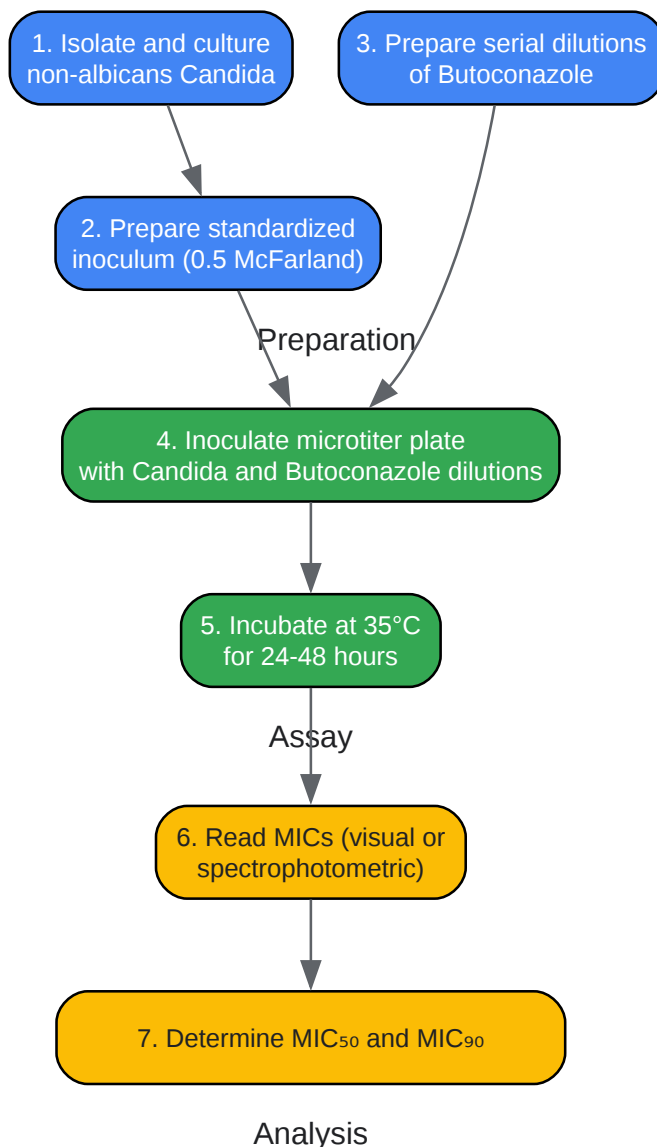 1. Isolate and culture
non-albicans Candida
3. Prepare serial dilutions
of Butoconazole
2. Prepare standardized
inoculum (0.5 McFarland)
Preparation
4. Inoculate microtiter plate
with Candida and Butoconazole dilutions
5. Incubate at 35°C
for 24-48 hours
Assay
6. Read MICs (visual or
spectrophotometric)
7. Determine MIC₅₀ and MIC₉₀
Analysis